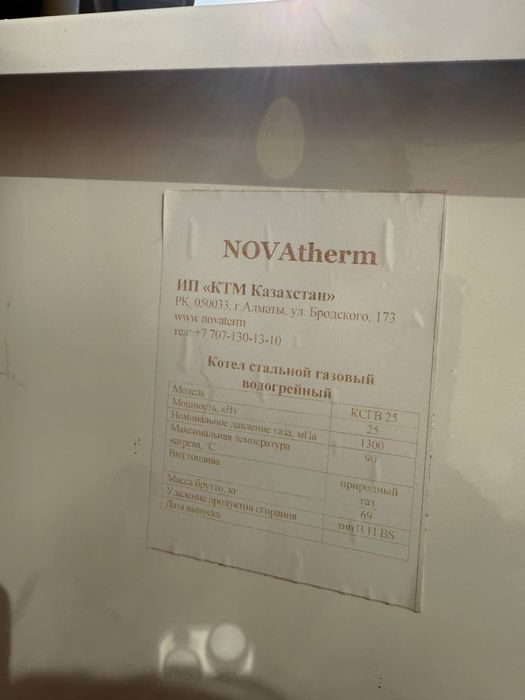 NOVAtherm
ИП «КТМ Казахстан»
РК, 050033, г.Алматы, ул. Бродского, 173
www.novaterm
тел: +7 707-130-13-10
Котел стальной газовый
водогрейный
Модель КСГВ 25
Мощность, кВт 25
Номинальное давление газа, мПа 1300
Максимальная температура
нагрева, °С 90
Вид топлива природный
газ
Масса брутто, кг 69
Удаление продуктов сгорания тип В 11 BS
Дата выпуска